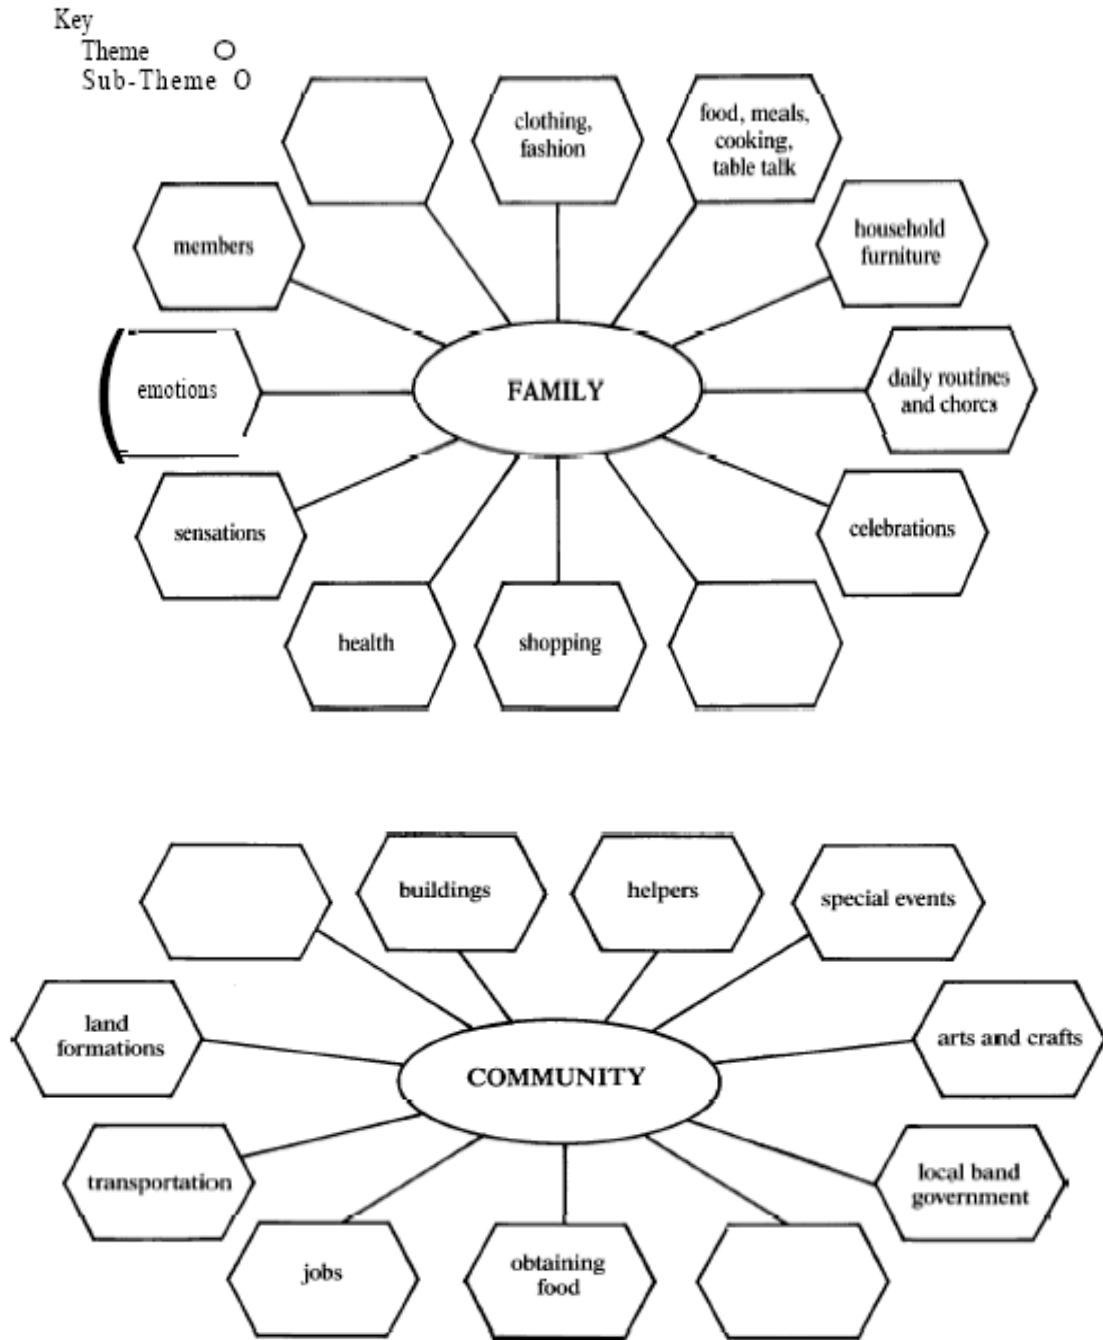 Key
Theme O
Sub-Theme O
clothing,
fashion
food, meals,
cooking,
table talk
members
household
furniture
emotions
FAMILY
daily routines
and chores
sensations
celebrations
health
shopping
buildings
helpers
special events
land
formations
arts and crafts
COMMUNITY
transportation
local band
government
jobs
obtaining
food